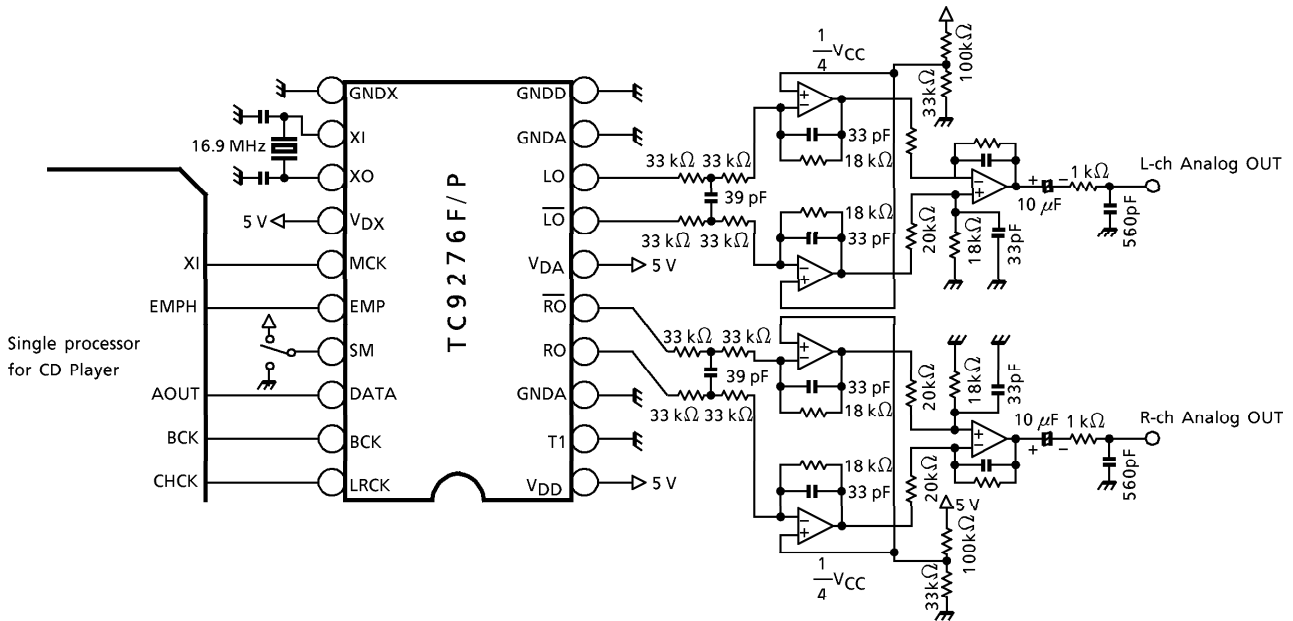 Single processor
for CD Player
XI
EMPH
AOUT
BCK
CHCK
16.9 MHz
5 V
GNDX
XI
XO
VDX
MCK
EMP
SM
DATA
BCK
LRCK
TC9276F/P
GNDD
GNDA
LO
LO
VDA
RO
RO
GNDA
T1
VDD
5 V
5 V
33 kΩ 33 kΩ
39 pF
33 kΩ 33 kΩ
33 kΩ 33 kΩ
39 pF
33 kΩ 33 kΩ
1
4
VCC
33 pF
18 kΩ
18 kΩ
33 pF
100kΩ
33kΩ
20kΩ
18kΩ
33pF
+ −
+ −
+ −
10 μF
1 kΩ
560pF
L-ch Analog OUT
33 pF
18 kΩ
18 kΩ
33 pF
1
4
VCC
20kΩ
20kΩ
18kΩ
33pF
10 μF
1 kΩ
560pF
R-ch Analog OUT
5 V
100kΩ
33kΩ